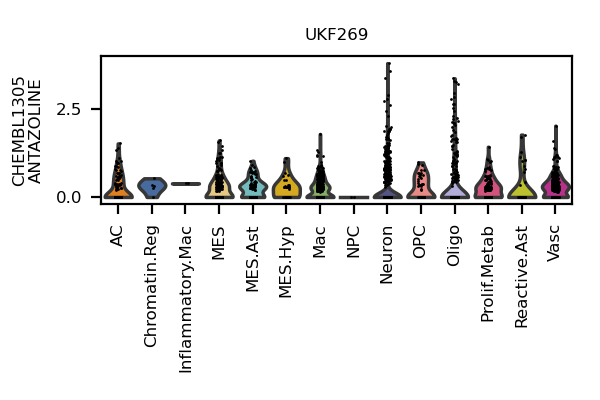 UKF269
CHEMBL1305
ANTAZOLINE
2.5
0.0
AC
Chromatin.Reg
Inflammatory.Mac
MES
MES.Ast
MES.Hyp
Mac
NPC
Neuron
OPC
Oligo
Prolif.Metab
Reactive.Ast
Vasc